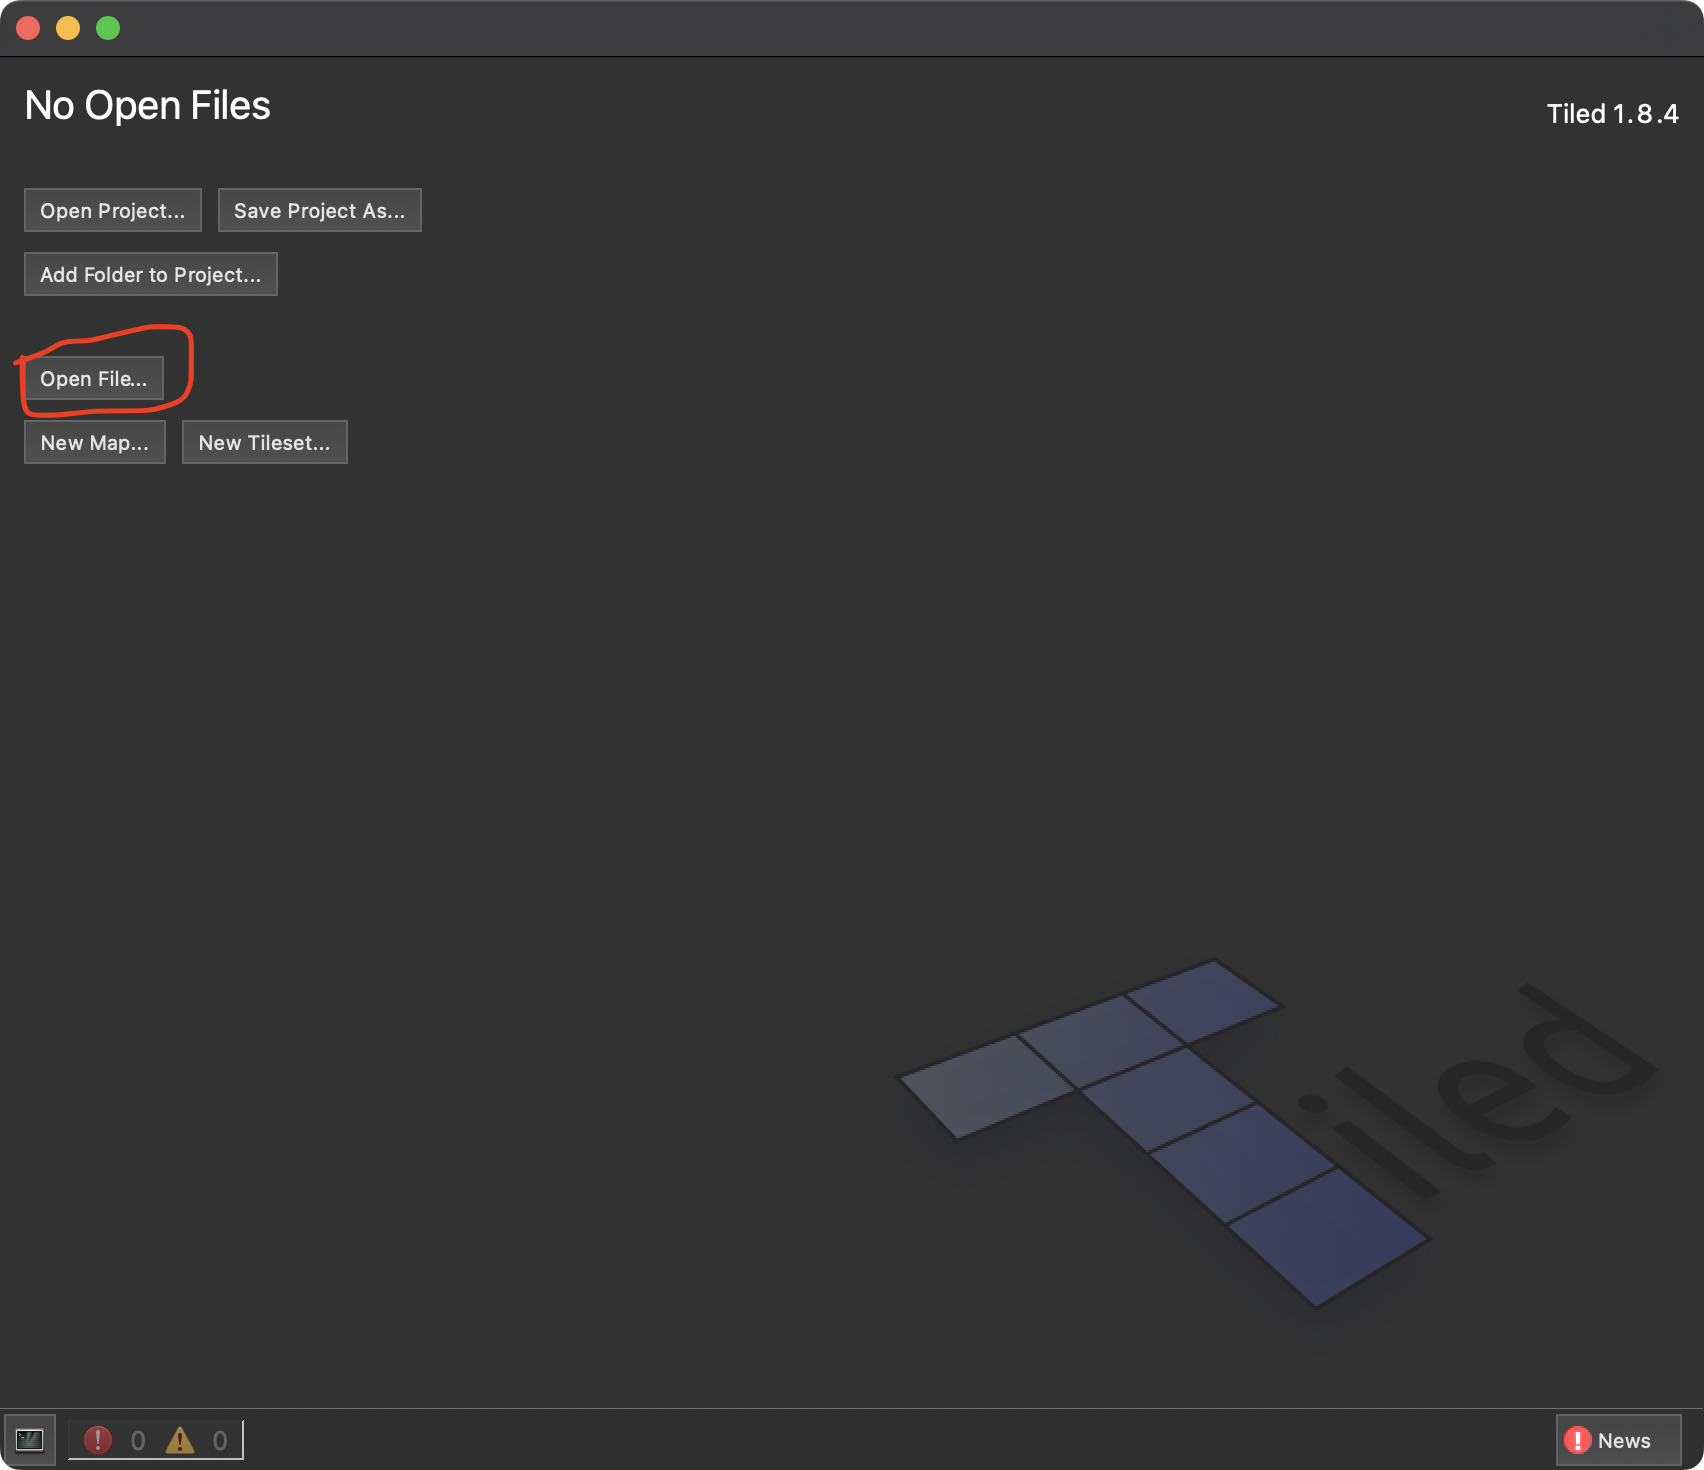 No Open Files
Tiled 1.8.4
Open Project... Save Project As...
Add Folder to Project...
Open File...
New Map... New Tileset...
iled
0 0
News